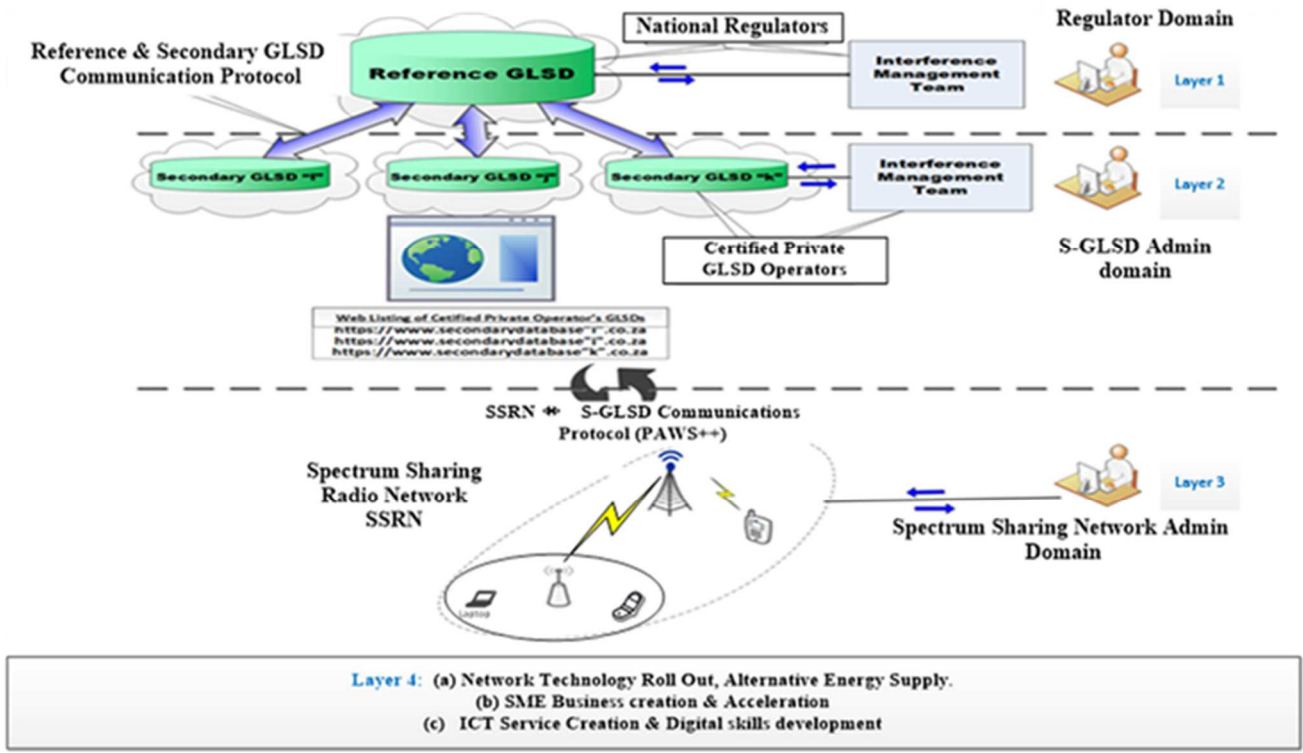 National Regulators
Regulator Domain
Reference & Secondary GLSD
Communication Protocol
Reference GLSD
Interference
Management
Team
Layer 1
Secondary GLSD "i"
Secondary GLSD "j"
Secondary GLSD "k"
Interference
Management
Team
Layer 2
Certified Private
GLSD Operators
S-GLSD Admin
domain
Web Listing of Cetified Private Operator's GLSDs
https://www.secondarydatabase"i".co.za
https://www.secondarydatabase"j".co.za
https://www.secondarydatabase"k".co.za
SSRN S-GLSD Communications
Protocol (PAWS++)
Spectrum Sharing
Radio Network
SSRN
Layer 3
Spectrum Sharing Network Admin
Domain
Laptop
Layer 4: (a) Network Technology Roll Out, Alternative Energy Supply.
(b) SME Business creation & Acceleration
(c) ICT Service Creation & Digital skills development